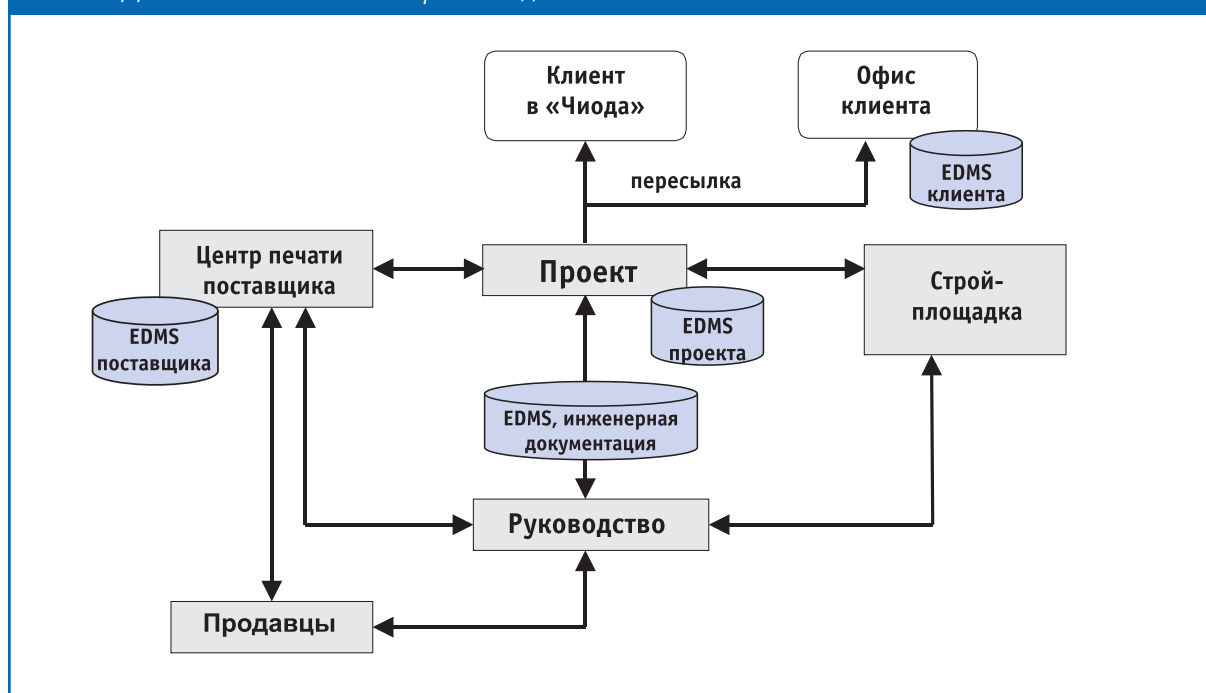 Клиент
в «Чиода»
Офис
клиента
EDMS
клиента
пересылка
Центр печати
поставщика
Проект
Строй-
площадка
EDMS
поставщика
EDMS
проекта
EDMS, инженерная
документация
Руководство
Продавцы